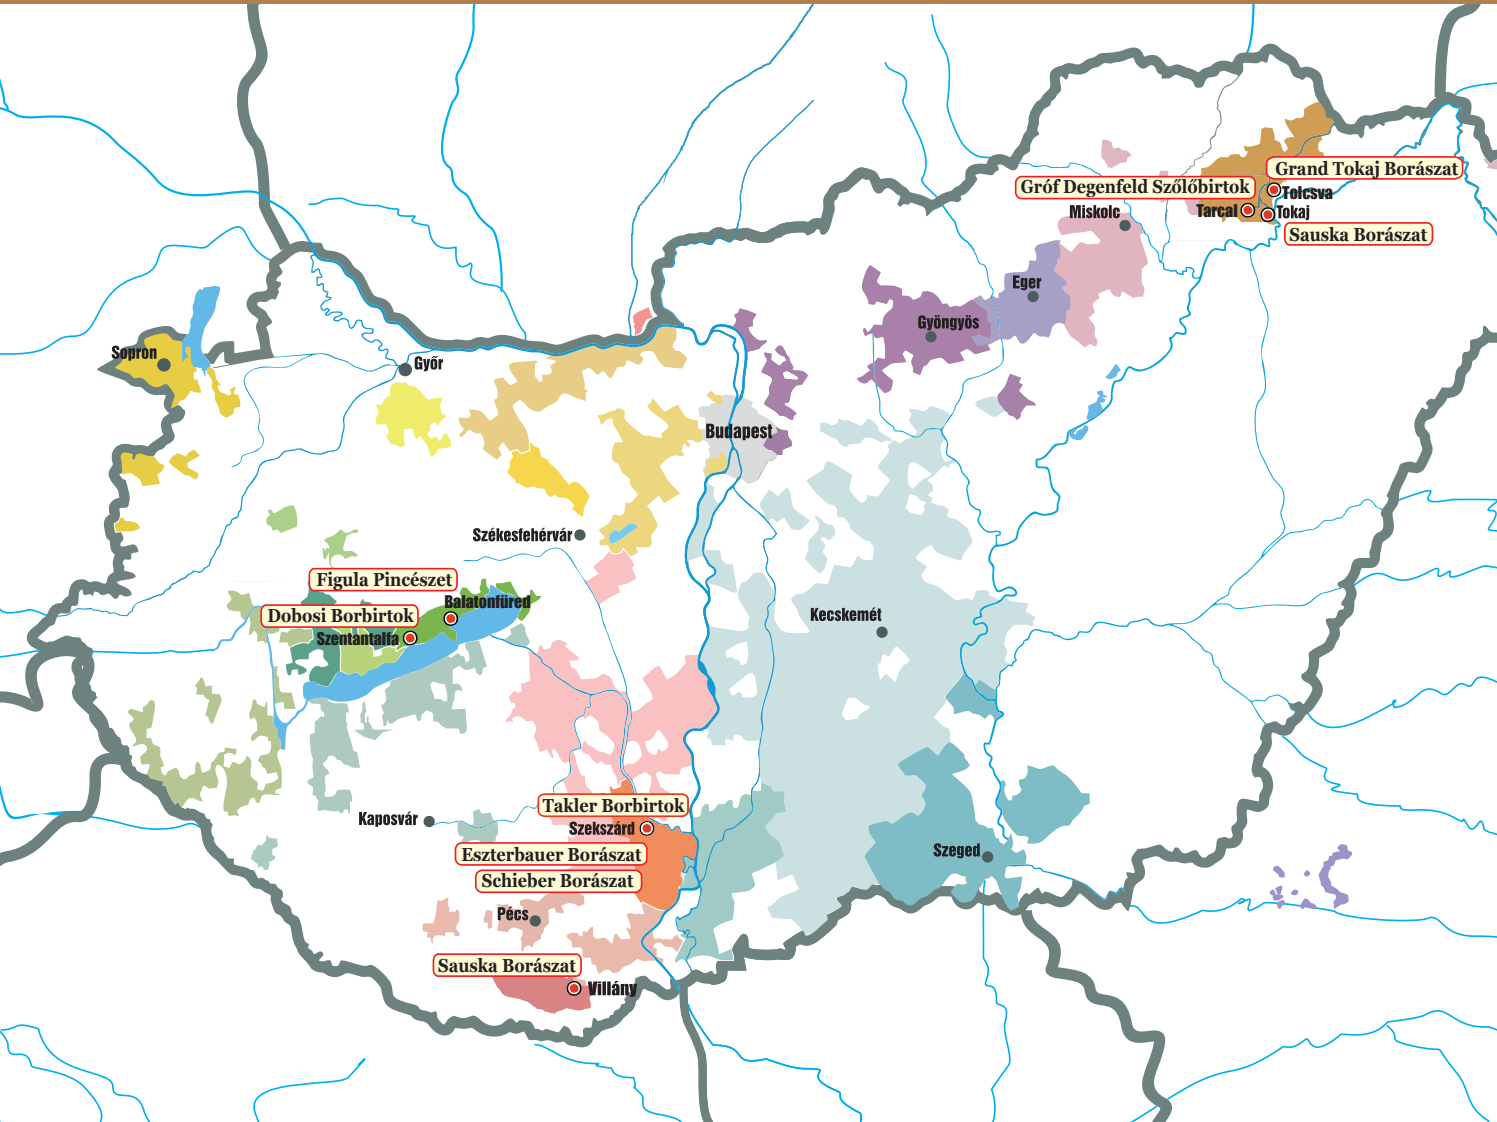 Grand Tokaj Borászat
Gróf Degenfeld Szőlőbirtok
Tolcsva
Tarcal
Tokaj
Miskolc
Sauska Borászat
Eger
Gyöngyös
Sopron
Győr
Budapest
Székesfehérvár
Figula Pincészet
Balatonfüred
Dobosi Borbirtok
Szentantalfa
Kecskemét
Takler Borbirtok
Kaposvár
Szekszárd
Eszterbauer Borászat
Szeged
Schieber Borászat
Pécs
Sauska Borászat
Villány